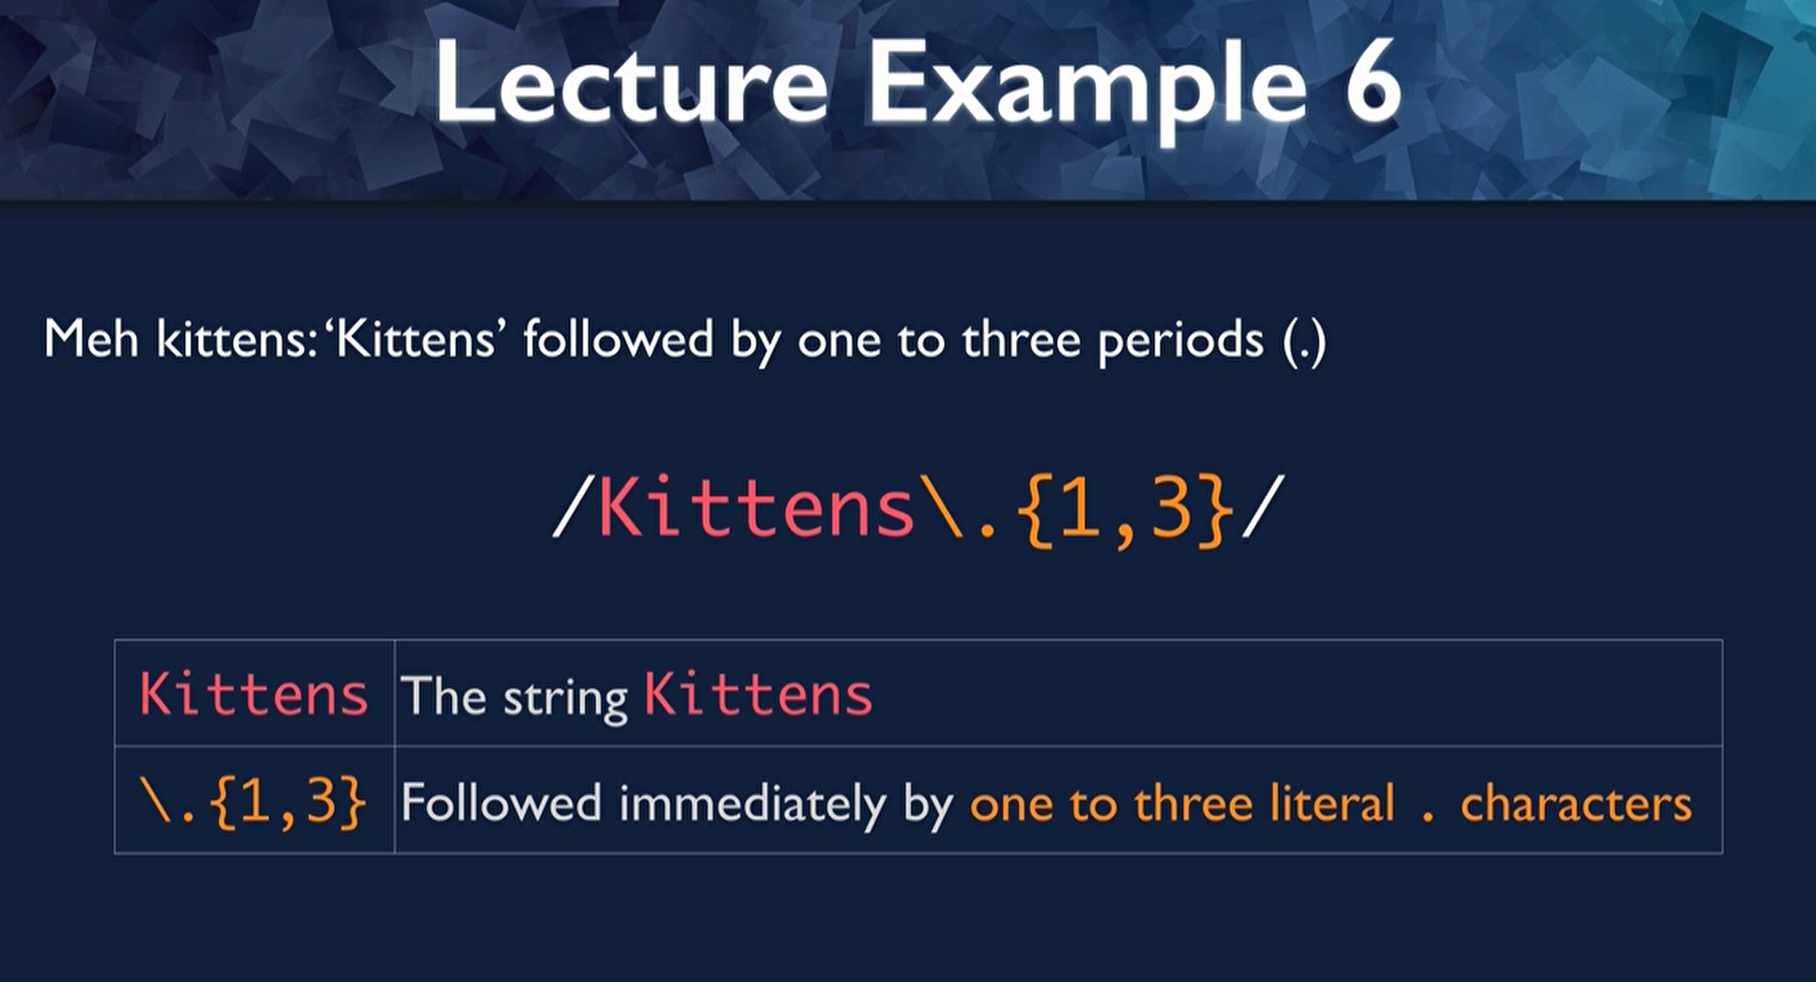 Lecture Example 6
Meh kittens: ‘Kittens’ followed by one to three periods (.)
/Kittens\.{1,3}/
Kittens The string Kittens
\.{1,3} Followed immediately by one to three literal . characters